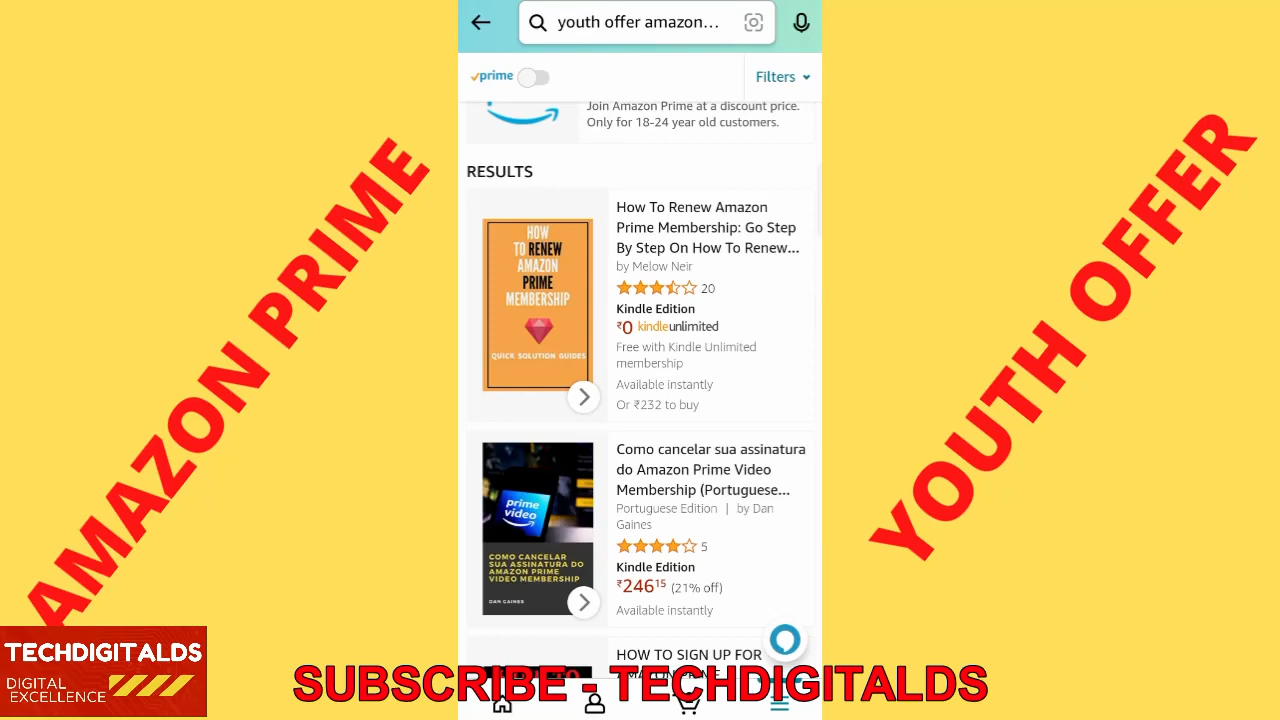 youth offer amazon...
prime
Filters
Join Amazon Prime at a discount price.
Only for 18-24 year old customers.
RESULTS
HOW
TO RENEW
AMAZON
PRIME
MEMBERSHIP
QUICK SOLUTION GUIDES
How To Renew Amazon
Prime Membership: Go Step
By Step On How To Renew...
by Melow Neir
20
Kindle Edition
₹0 kindleunlimited
Free with Kindle Unlimited
membership
Available instantly
Or ₹232 to buy
prime
video
COMO CANCELAR
SUA ASSINATURA DO
AMAZON PRIME
VIDEO MEMBERSHIP
DAN GAINES
Como cancelar sua assinatura
do Amazon Prime Video
Membership (Portuguese...
Portuguese Edition | by Dan
Gaines
5
Kindle Edition
₹24615 (21% off)
Available instantly
HOW TO SIGN UP FOR
AMAZON PRIME
AMAZON PRIME
YOUTH OFFER
TECHDIGITALDS
DIGITAL
EXCELLENCE
SUBSCRIBE - TECHDIGITALDS